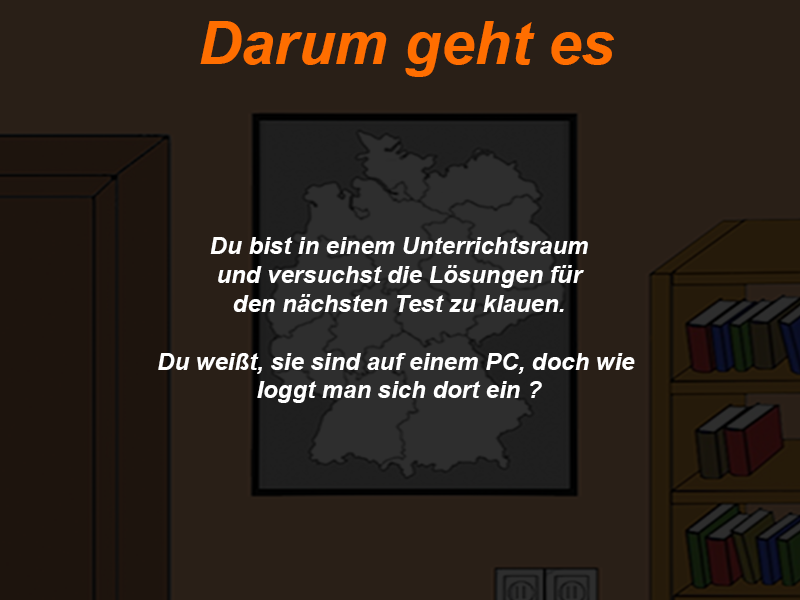 Darum geht es
Du bist in einem Unterrichtsraum
und versuchst die Lösungen für
den nächsten Test zu klauen.
Du weißt, sie sind auf einem PC, doch wie
loggt man sich dort ein ?